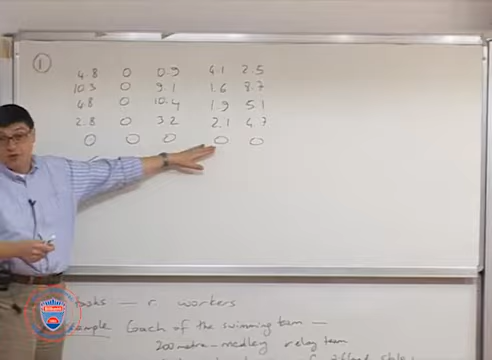 ①
4.8 0 0.9 4.1 2.5
10.3 0 9.1 1.6 8.7
4.8 0 10.4 1.9 5.1
2.8 0 3.2 2.1 4.7
0 0 0 0 0
tasks — r workers
Example Coach of the swimming team —
200 metre - medley relay team